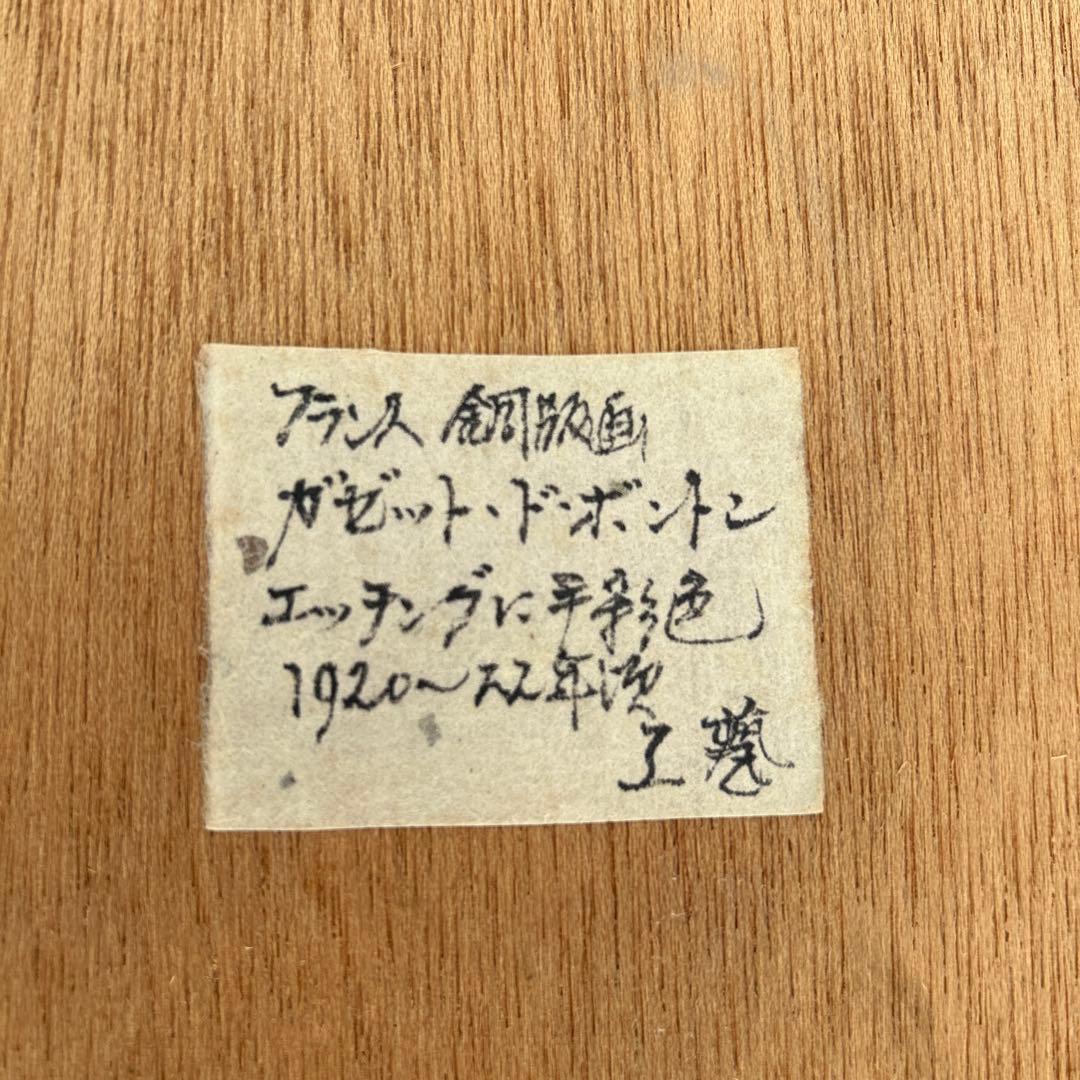 フランス 銅版画
ガゼット・ド・ボントン
エッチングに手彩色
1920〜22年頃